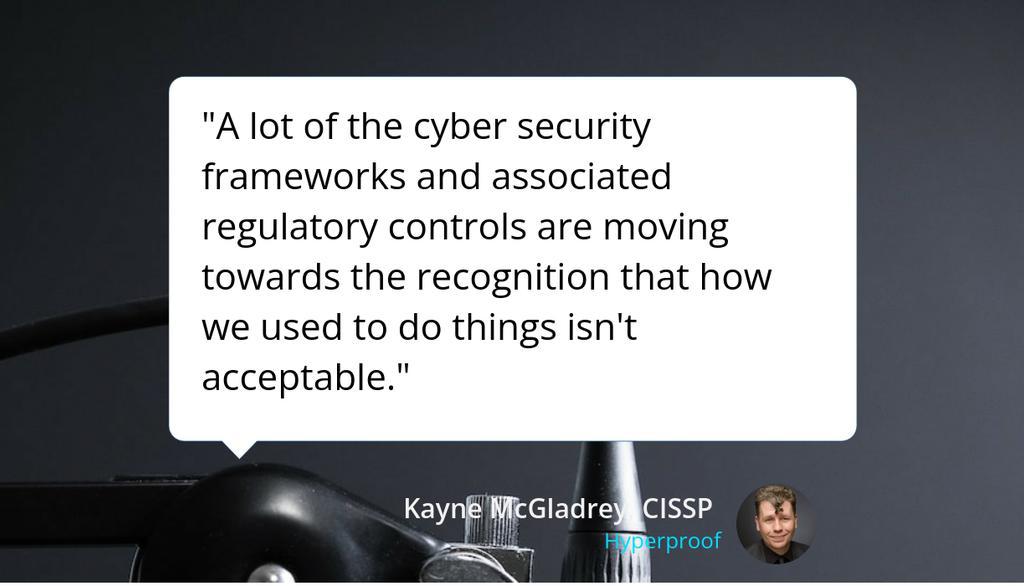 "A lot of the cyber security
frameworks and associated
regulatory controls are moving
towards the recognition that how
we used to do things isn't
acceptable."
Kayne McGladrey, CISSP
Hyperproof